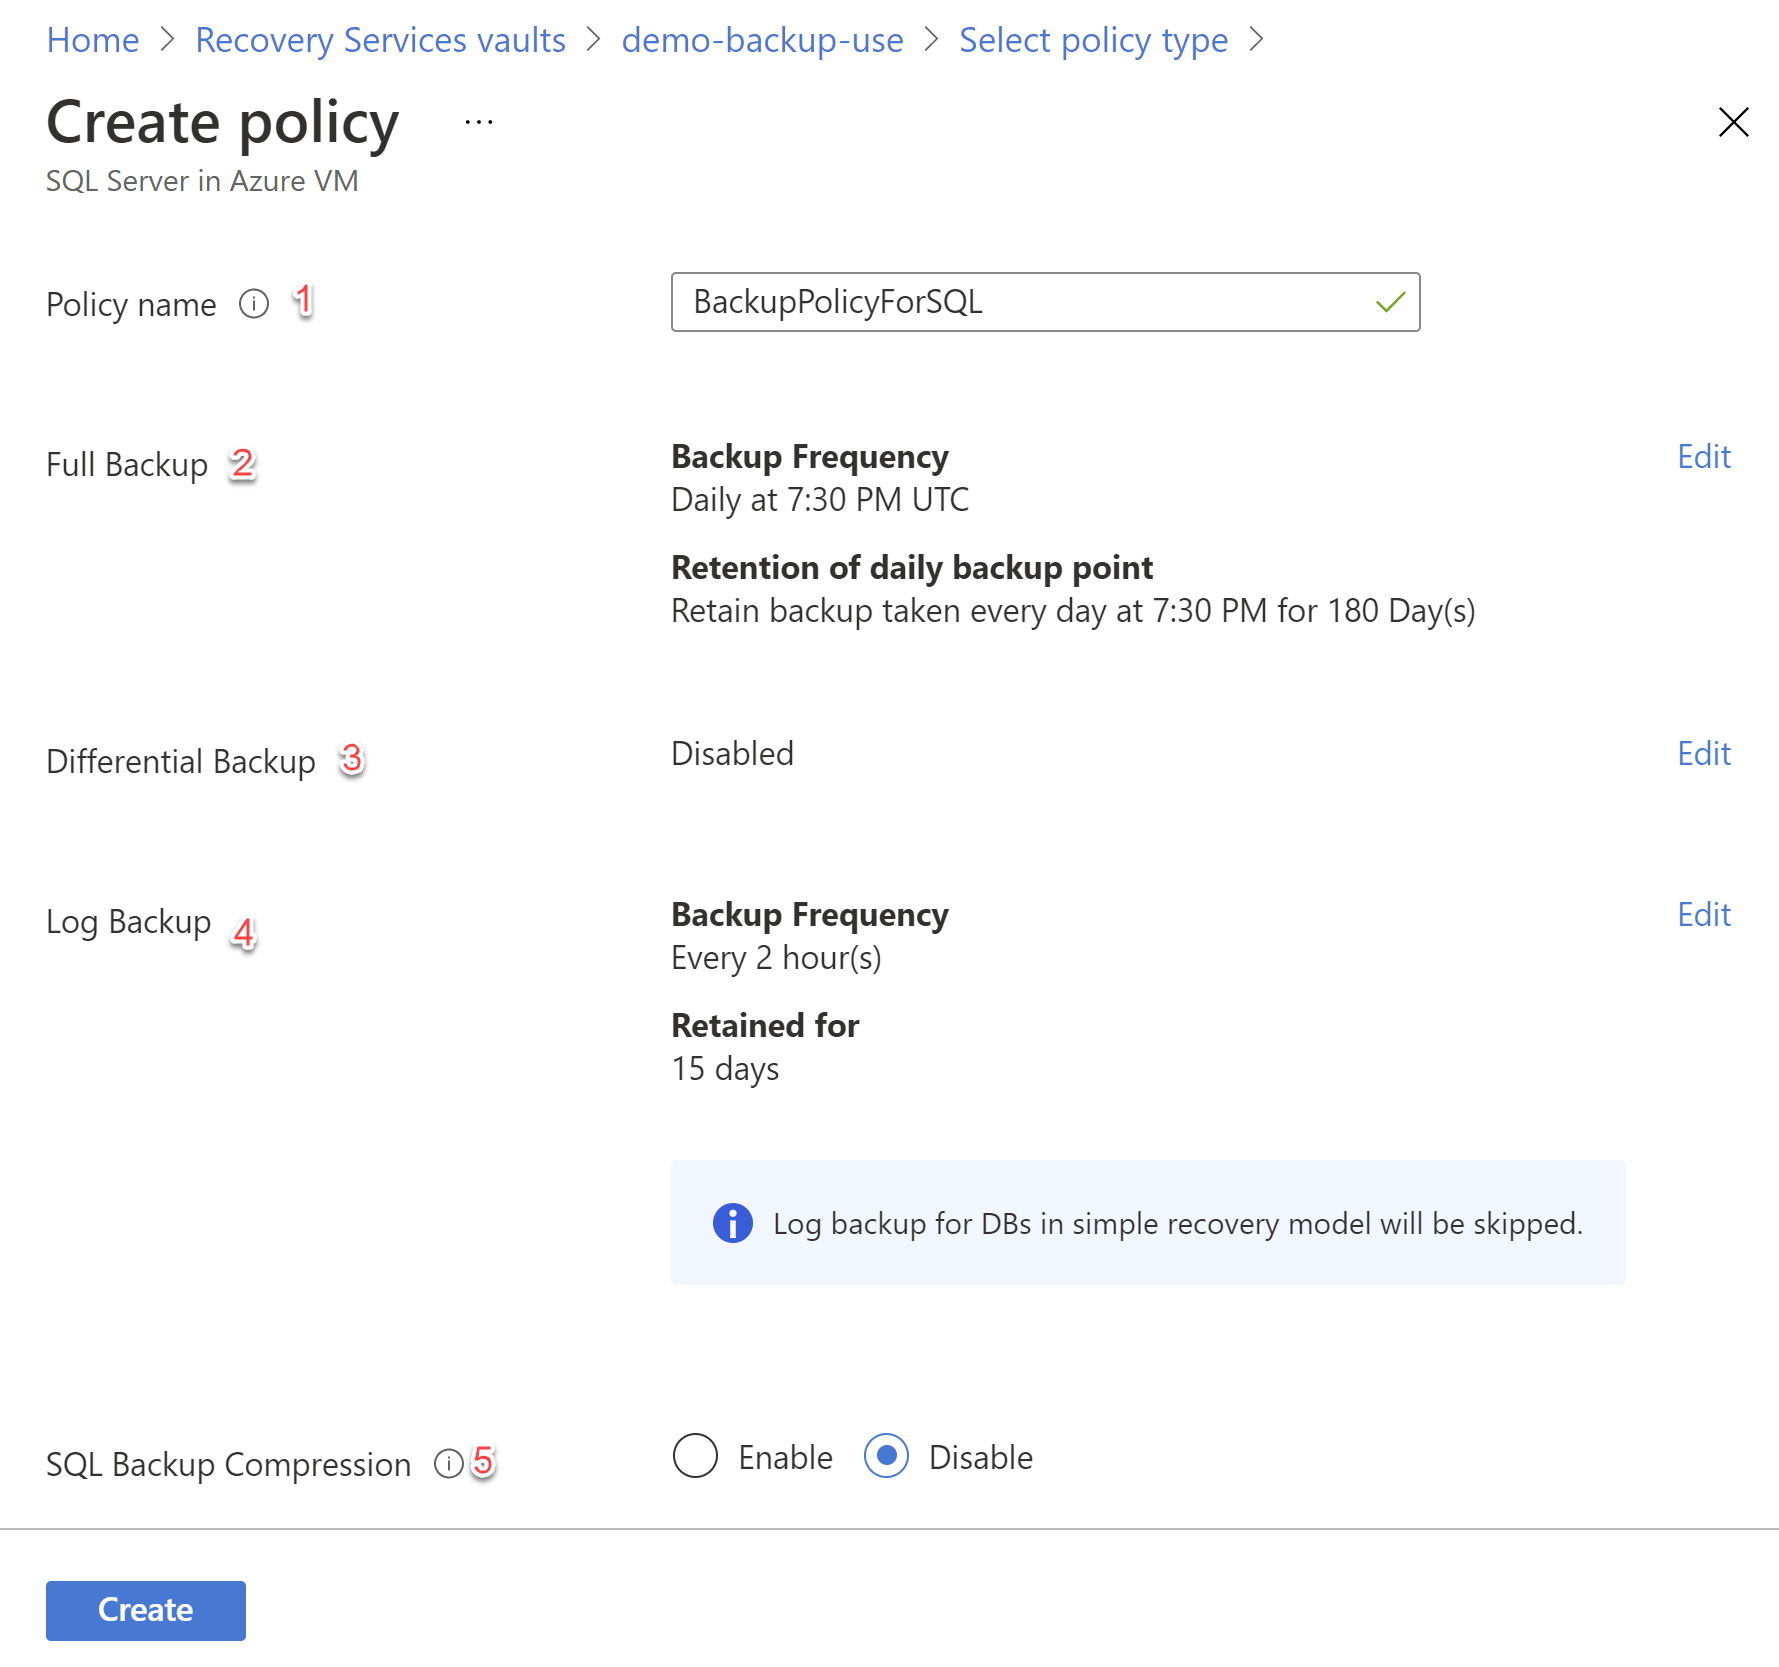 Home > Recovery Services vaults > demo-backup-use > Select policy type >
Create policy ...
SQL Server in Azure VM
Policy name 1 BackupPolicyForSQL
Full Backup 2 Backup Frequency Edit
Daily at 7:30 PM UTC
Retention of daily backup point
Retain backup taken every day at 7:30 PM for 180 Day(s)
Differential Backup 3 Disabled Edit
Log Backup 4 Backup Frequency Edit
Every 2 hour(s)
Retained for
15 days
Log backup for DBs in simple recovery model will be skipped.
SQL Backup Compression 5 Enable Disable
Create